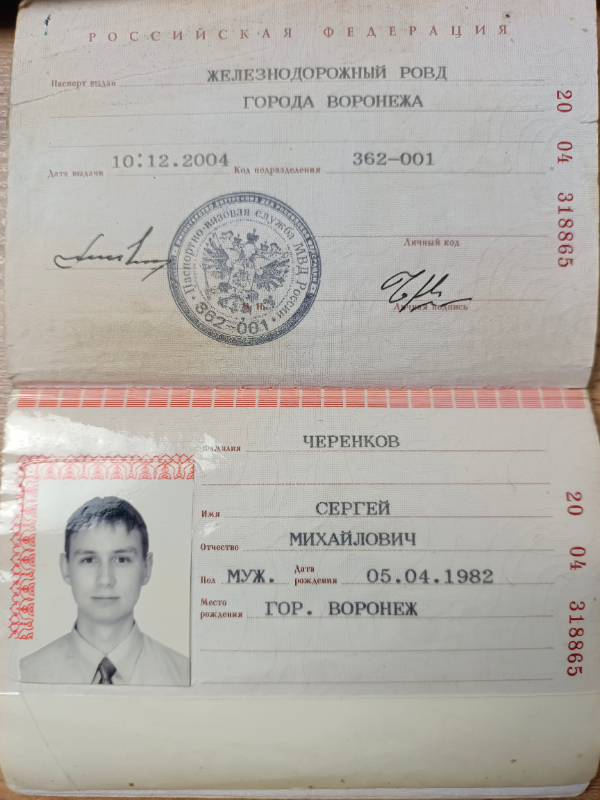 РОССИЙСКАЯ ФЕДЕРАЦИЯ
Паспорт выдан ЖЕЛЕЗНОДОРОЖНЫЙ РОВД
ГОРОДА ВОРОНЕЖА
Дата выдачи 10.12.2004 Код подразделения 362-001
Личный код
Личная подпись
Паспортно-визовая служба МВД России
362-001
20 04 318865
Фамилия ЧЕРЕНКОВ
Имя СЕРГЕЙ
Отчество МИХАЙЛОВИЧ
Пол МУЖ. Дата рождения 05.04.1982
Место рождения ГОР. ВОРОНЕЖ
20 04 318865